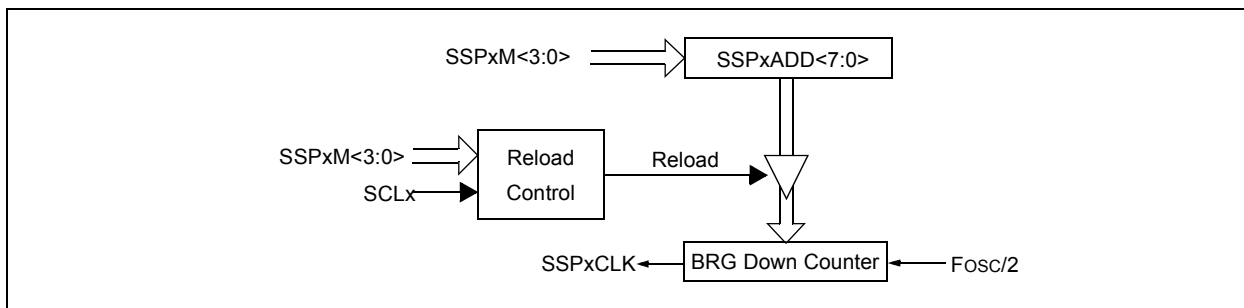 SSPxM<3:0>
SSPxADD<7:0>
SSPxM<3:0>
SCLx
Reload
Control
Reload
SSPxCLK
BRG Down Counter
FOSC/2